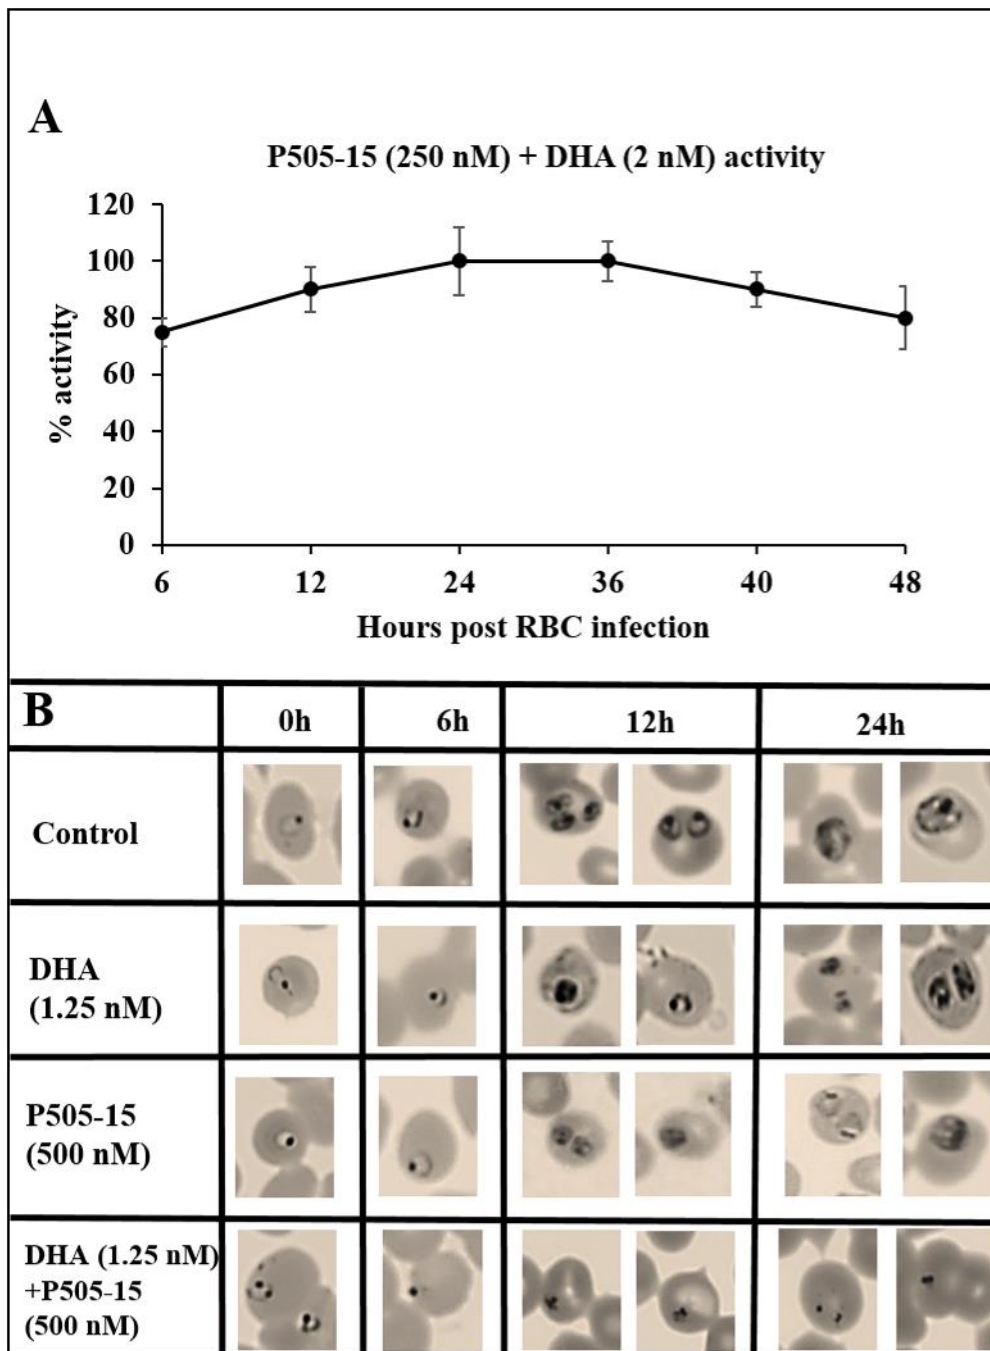 A
P505-15 (250 nM) + DHA (2 nM) activity
120
100
80
60
40
20
0
% activity
6 12 24 36 40 48
Hours post RBC infection
B 0h 6h 12h 24h
Control
DHA
(1.25 nM)
P505-15
(500 nM)
DHA (1.25 nM)
+P505-15
(500 nM)